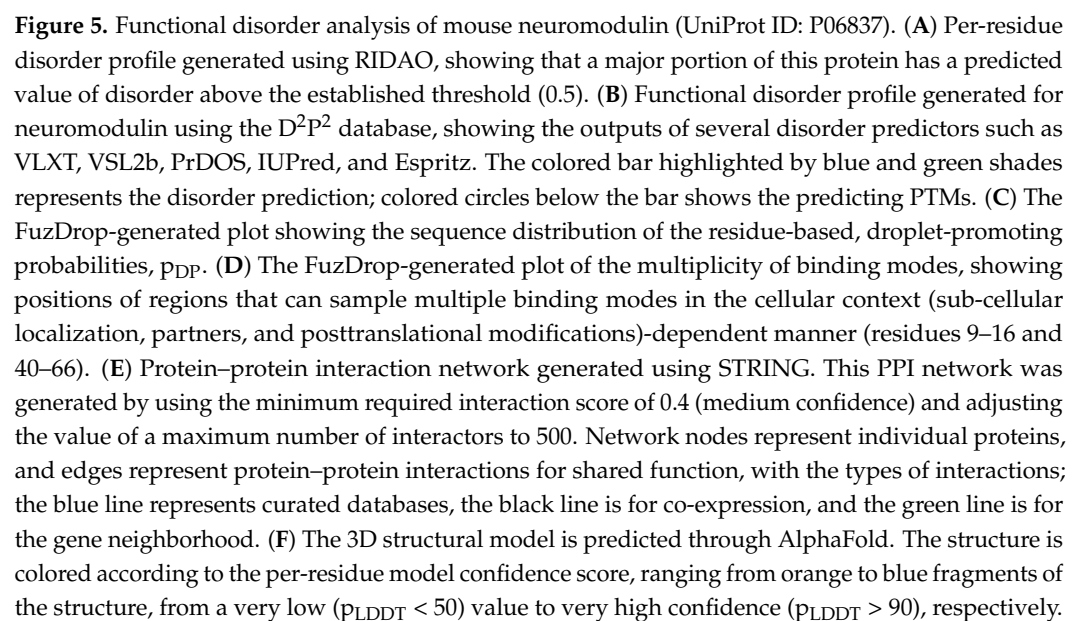 Figure 5. Functional disorder analysis of mouse neuromodulin (UniProt ID: P06837). (A) Per-residue
disorder profile generated using RIDAO, showing that a major portion of this protein has a predicted
value of disorder above the established threshold (0.5). (B) Functional disorder profile generated for
neuromodulin using the D²P² database, showing the outputs of several disorder predictors such as
VLXT, VSL2b, PrDOS, IUPred, and Espritz. The colored bar highlighted by blue and green shades
represents the disorder prediction; colored circles below the bar shows the predicting PTMs. (C) The
FuzDrop-generated plot showing the sequence distribution of the residue-based, droplet-promoting
probabilities, pDP. (D) The FuzDrop-generated plot of the multiplicity of binding modes, showing
positions of regions that can sample multiple binding modes in the cellular context (sub-cellular
localization, partners, and posttranslational modifications)-dependent manner (residues 9–16 and
40–66). (E) Protein–protein interaction network generated using STRING. This PPI network was
generated by using the minimum required interaction score of 0.4 (medium confidence) and adjusting
the value of a maximum number of interactors to 500. Network nodes represent individual proteins,
and edges represent protein–protein interactions for shared function, with the types of interactions;
the blue line represents curated databases, the black line is for co-expression, and the green line is for
the gene neighborhood. (F) The 3D structural model is predicted through AlphaFold. The structure is
colored according to the per-residue model confidence score, ranging from orange to blue fragments of
the structure, from a very low (pLDDT < 50) value to very high confidence (pLDDT > 90), respectively.